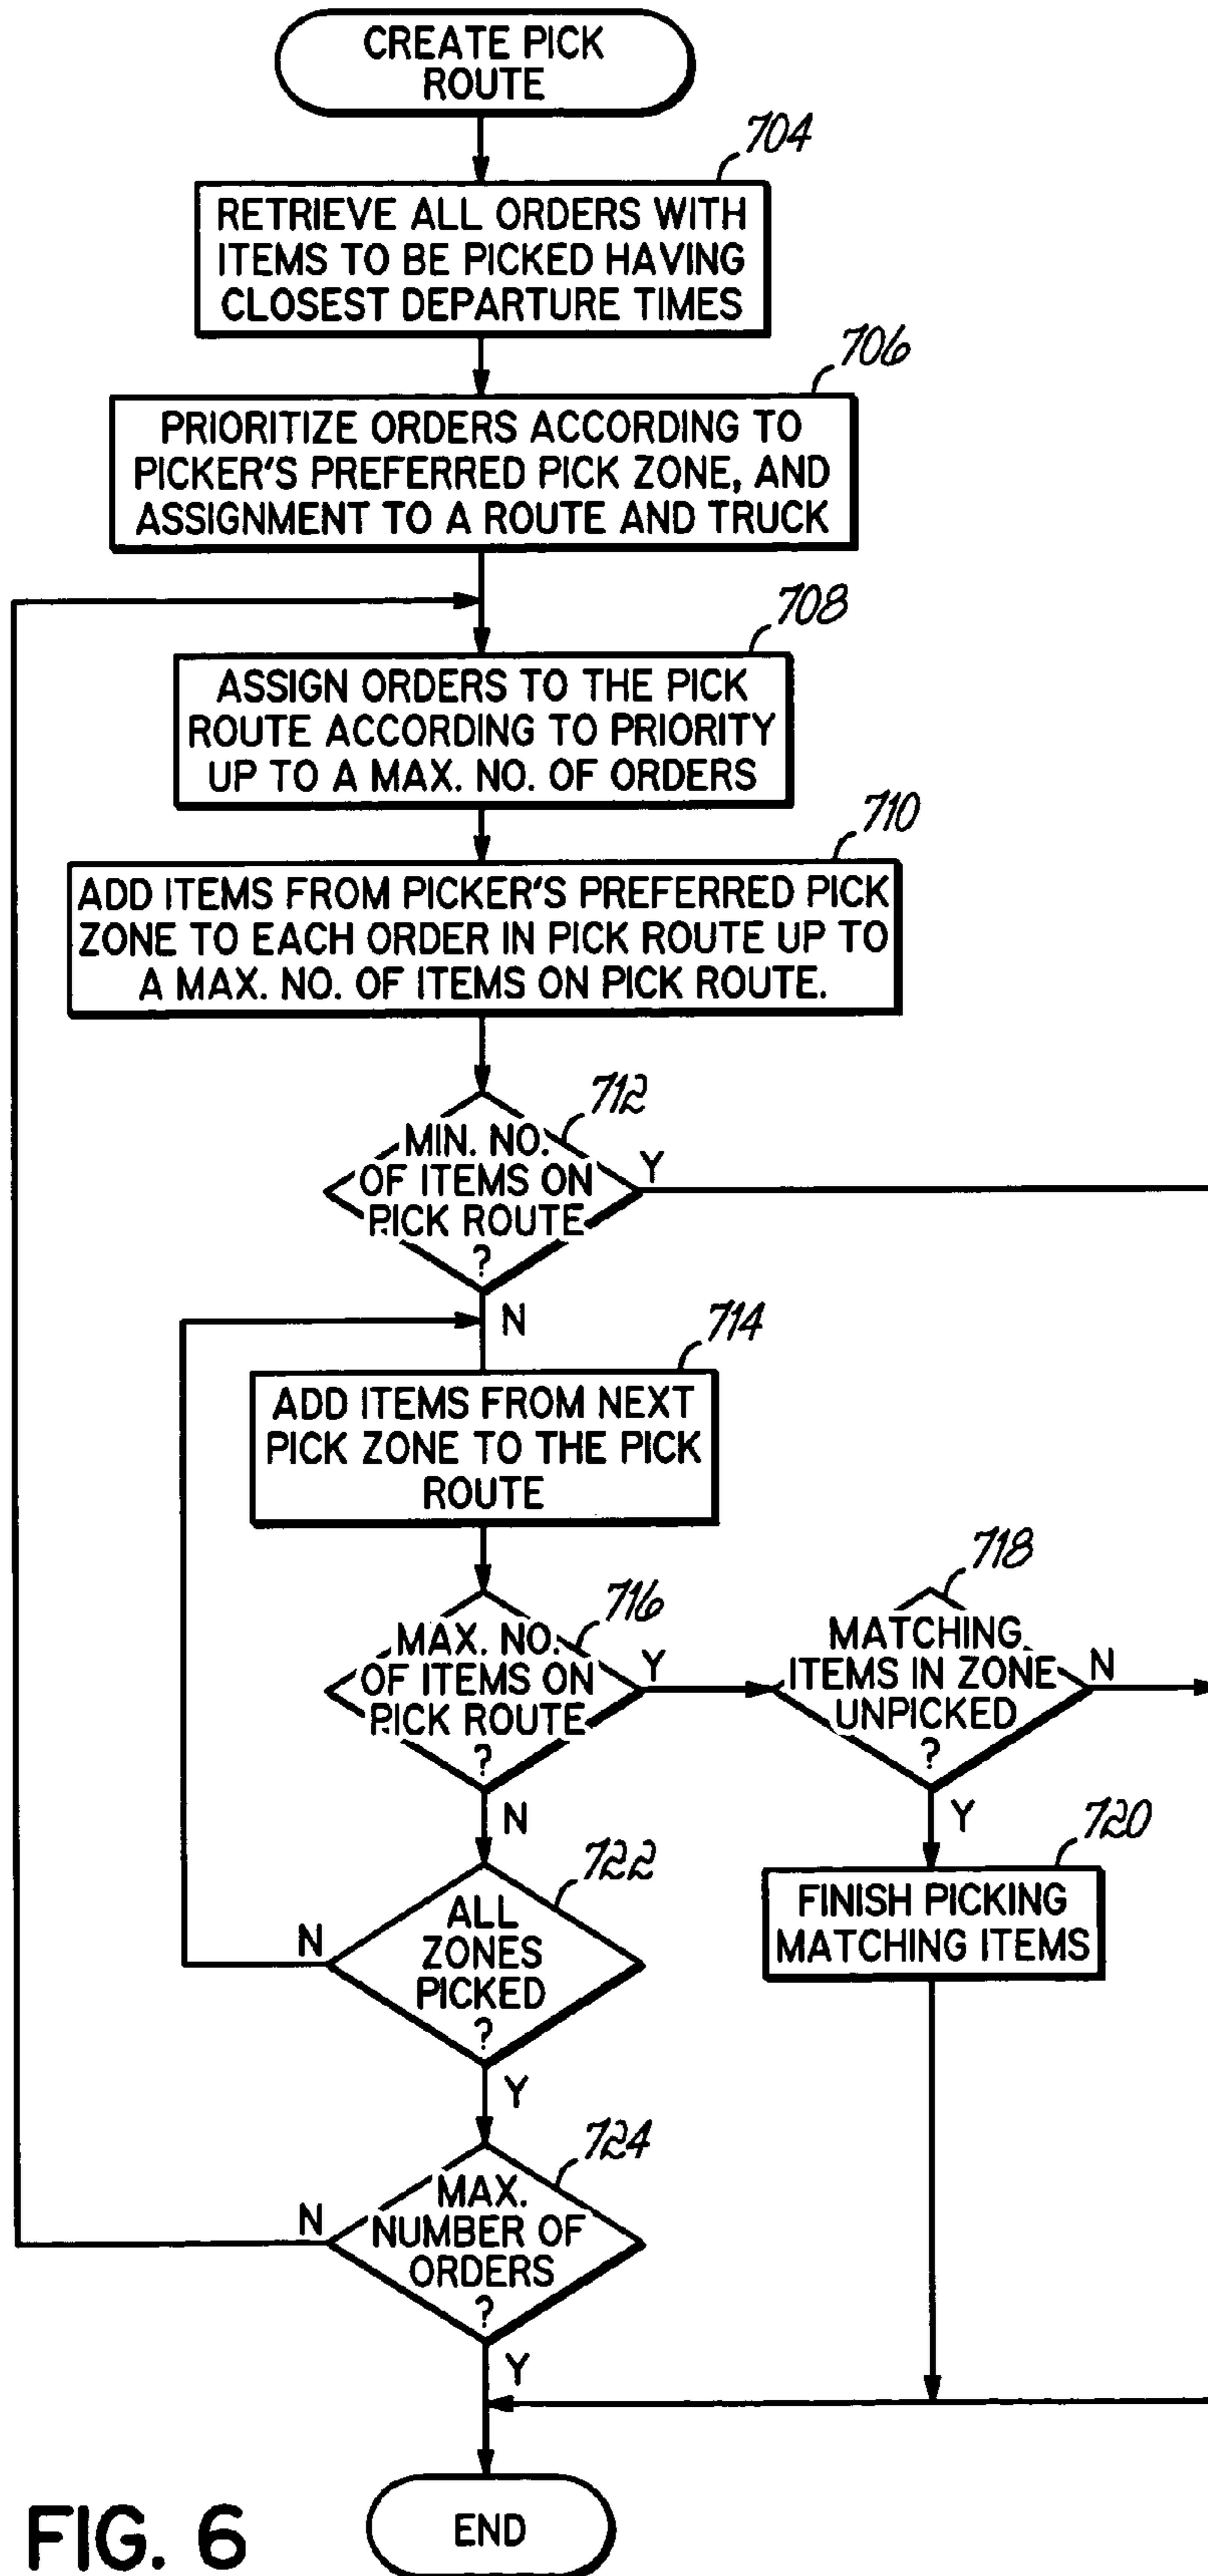 CREATE PICK
ROUTE
704
RETRIEVE ALL ORDERS WITH
ITEMS TO BE PICKED HAVING
CLOSEST DEPARTURE TIMES
706
PRIORITIZE ORDERS ACCORDING TO
PICKER'S PREFERRED PICK ZONE, AND
ASSIGNMENT TO A ROUTE AND TRUCK
708
ASSIGN ORDERS TO THE PICK
ROUTE ACCORDING TO PRIORITY
UP TO A MAX. NO. OF ORDERS
710
ADD ITEMS FROM PICKER'S PREFERRED PICK
ZONE TO EACH ORDER IN PICK ROUTE UP TO
A MAX. NO. OF ITEMS ON PICK ROUTE.
712
MIN. NO.
OF ITEMS ON
PICK ROUTE
?
Y
N
714
ADD ITEMS FROM NEXT
PICK ZONE TO THE PICK
ROUTE
716
MAX. NO.
OF ITEMS ON
PICK ROUTE
?
Y
N
718
MATCHING
ITEMS IN ZONE
UNPICKED
?
N
Y
720
FINISH PICKING
MATCHING ITEMS
722
ALL
ZONES
PICKED
?
N
Y
724
MAX.
NUMBER OF
ORDERS
?
N
Y
END
FIG. 6